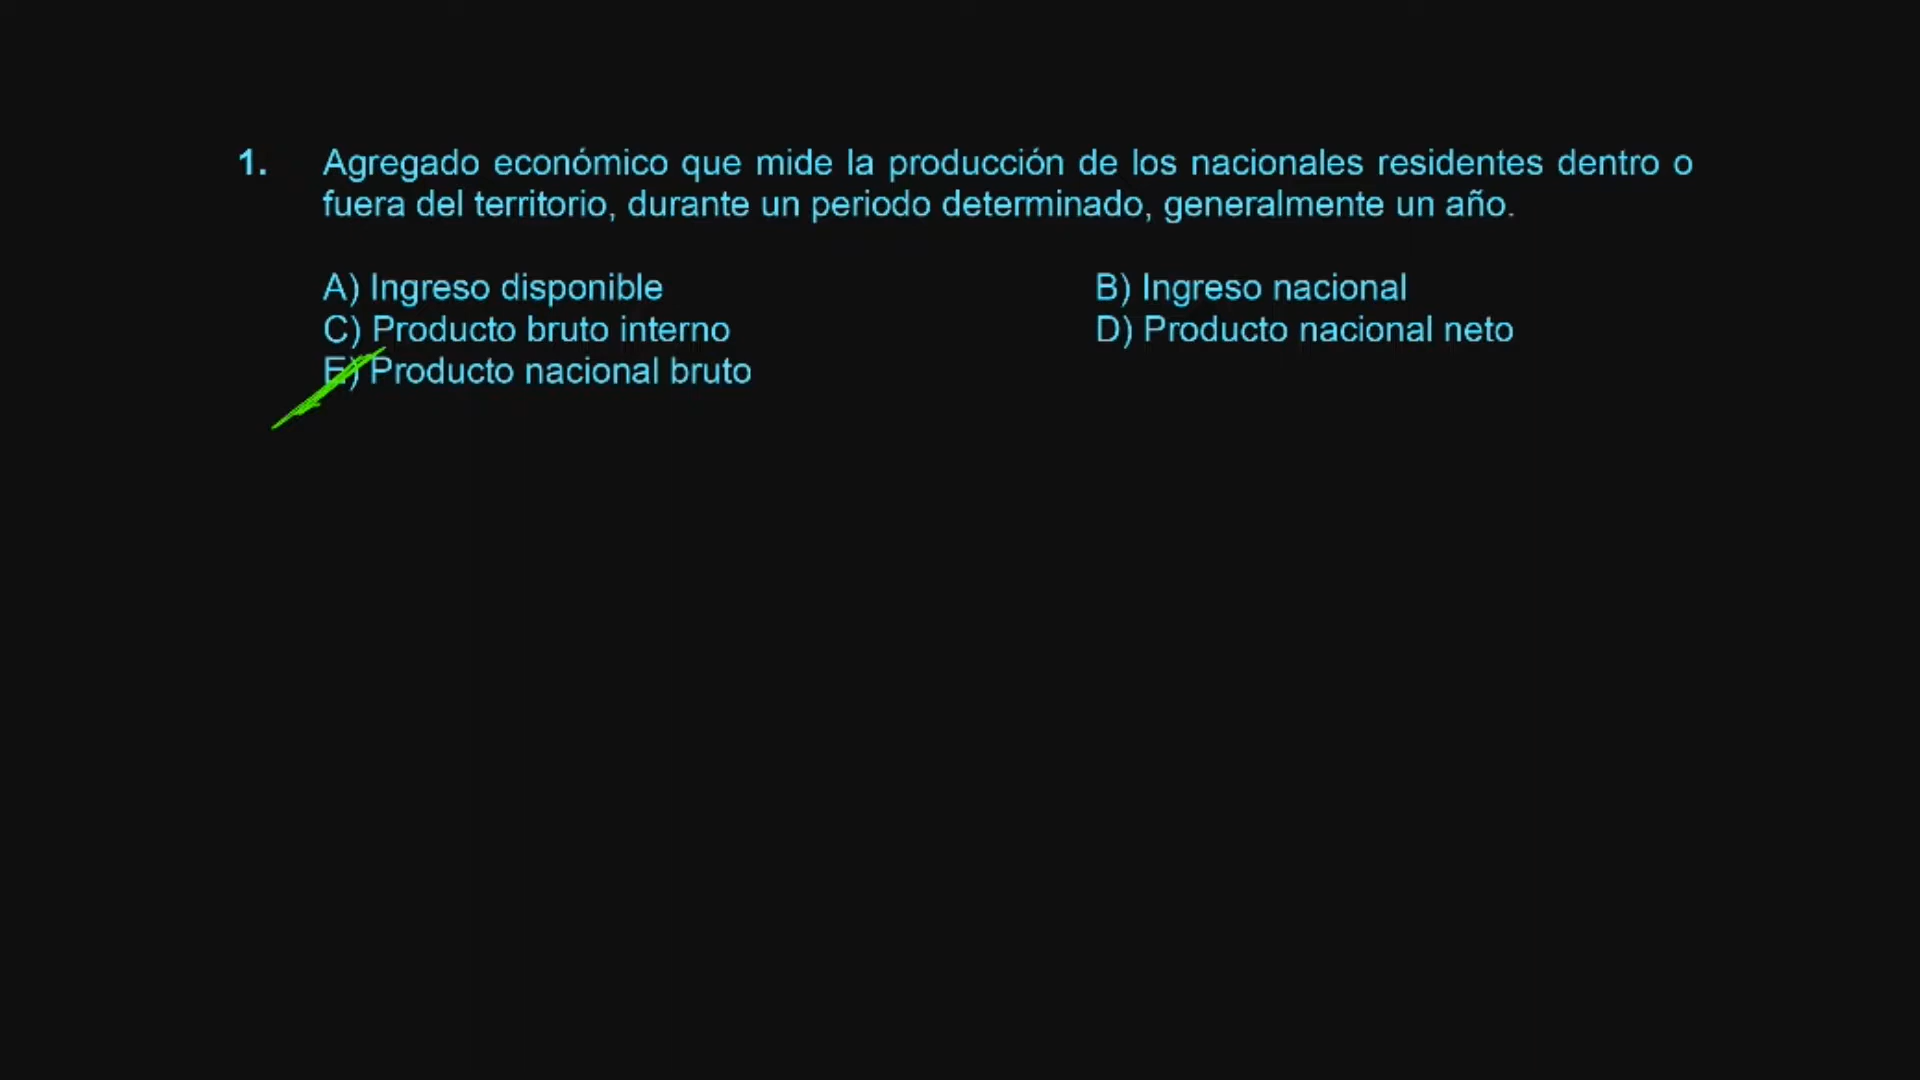 1. Agregado económico que mide la producción de los nacionales residentes dentro o
fuera del territorio, durante un periodo determinado, generalmente un año.
A) Ingreso disponible B) Ingreso nacional
C) Producto bruto interno D) Producto nacional neto
E) Producto nacional bruto